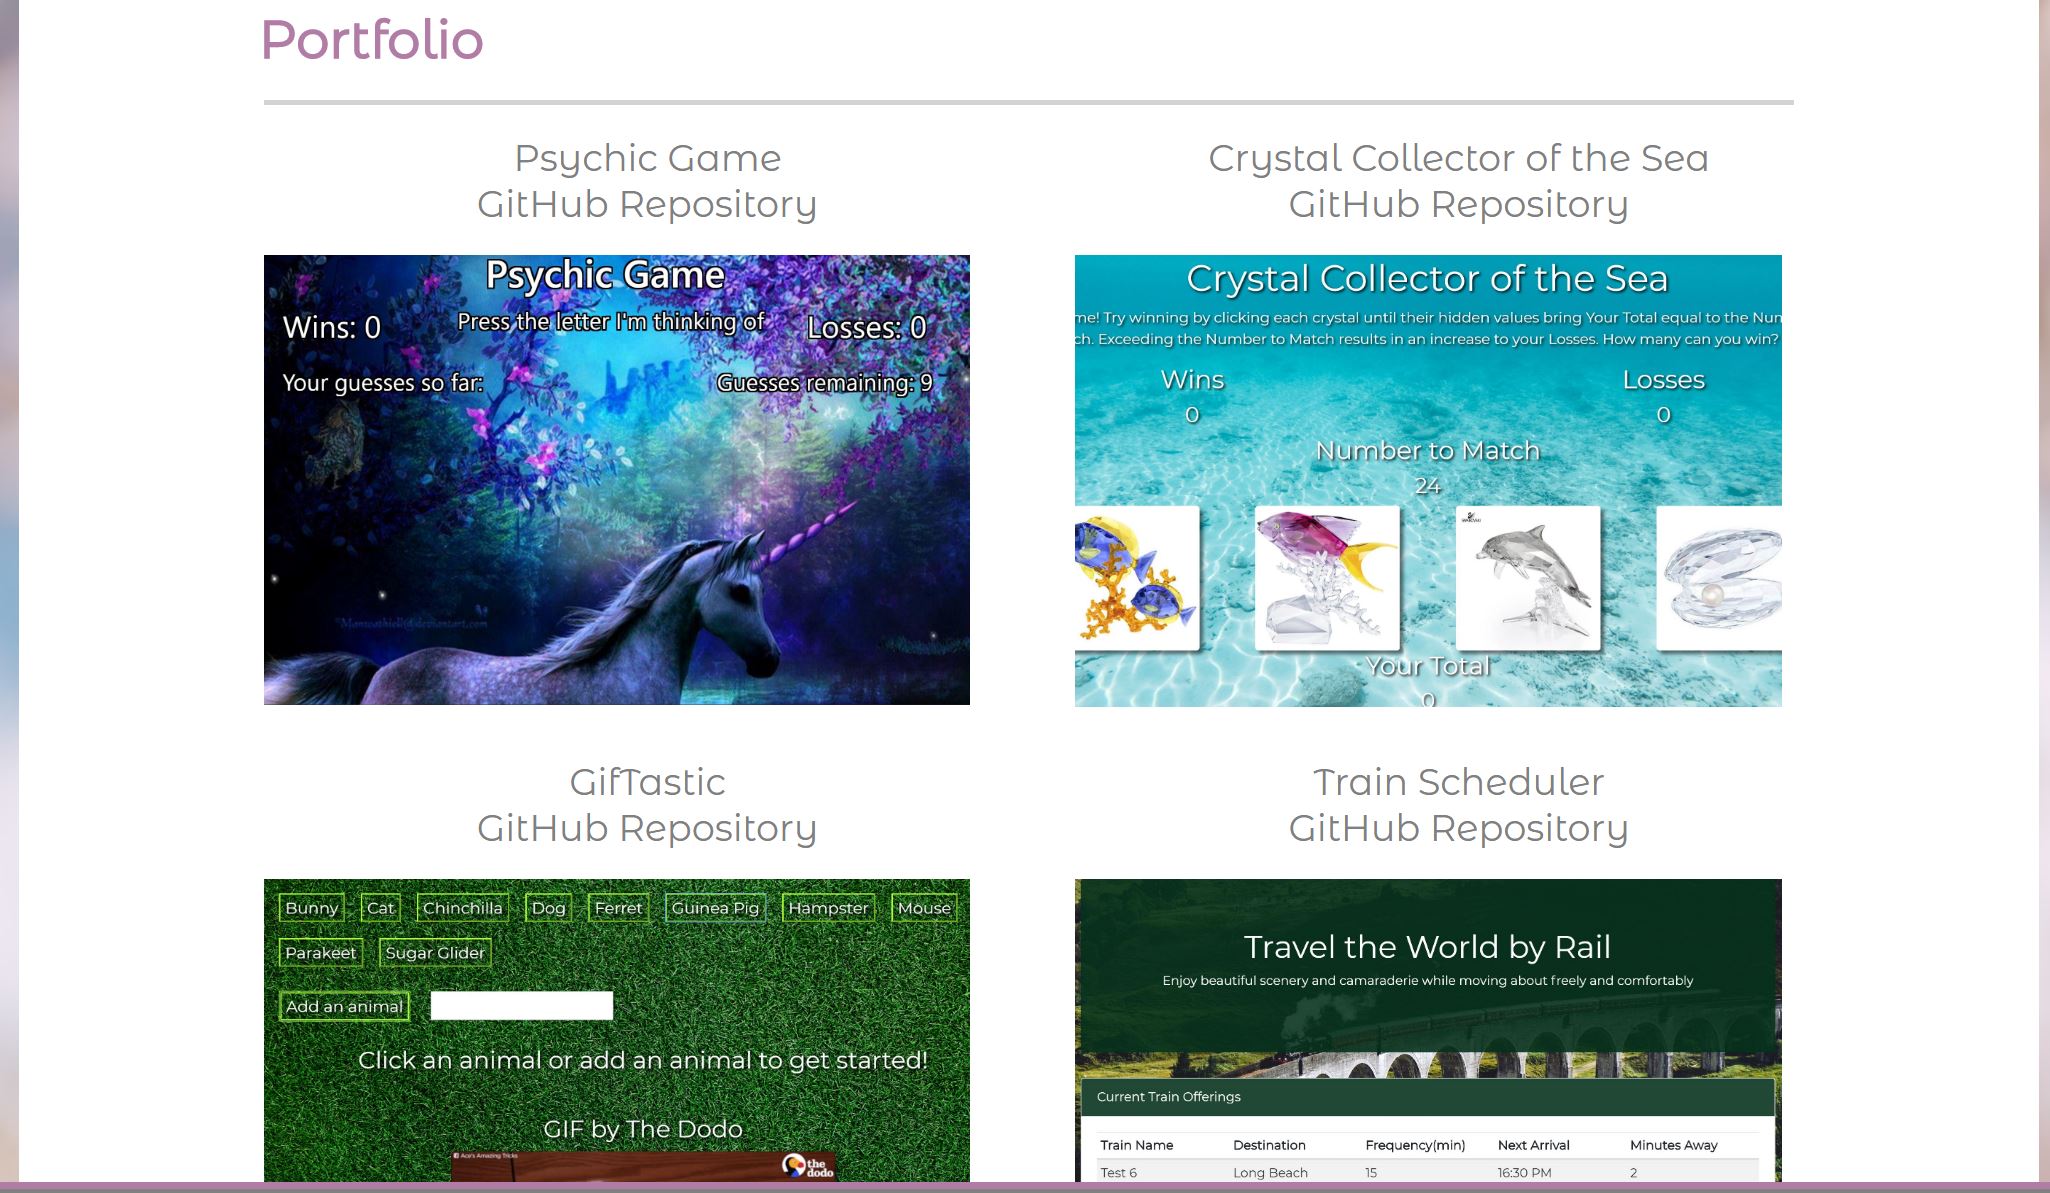 Portfolio
Psychic Game
GitHub Repository
Crystal Collector of the Sea
GitHub Repository
Psychic Game
Wins: 0
Press the letter I'm thinking of
Losses: 0
Your guesses so far:
Guesses remaining: 9
Crystal Collector of the Sea
me! Try winning by clicking each crystal until their hidden values bring Your Total equal to the Num
ch. Exceeding the Number to Match results in an increase to your Losses. How many can you win?
Wins
Losses
0
0
Number to Match
24
Your Total
0
GifTastic
GitHub Repository
Train Scheduler
GitHub Repository
Bunny Cat Chinchilla Dog Ferret Guinea Pig Hampster Mouse
Parakeet Sugar Glider
Add an animal
Click an animal or add an animal to get started!
GIF by The Dodo
Ace's Amazing Tricks
the
dodo
Travel the World by Rail
Enjoy beautiful scenery and camaraderie while moving about freely and comfortably
Current Train Offerings
Train Name Destination Frequency(min) Next Arrival Minutes Away
Test 6 Long Beach 15 16:30 PM 2